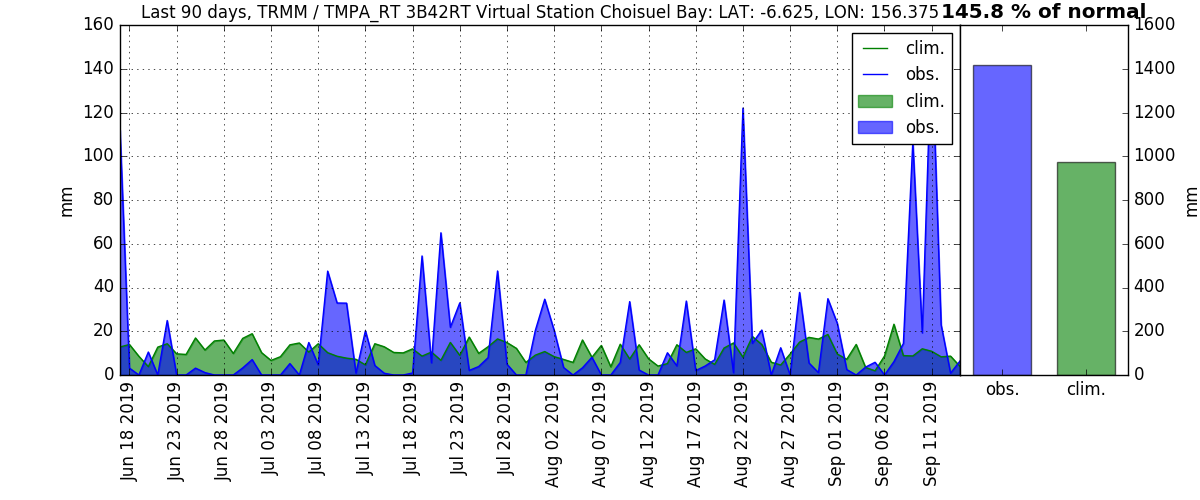 Last 90 days, TRMM / TMPA_RT 3B42RT Virtual Station Choisuel Bay: LAT: -6.625, LON: 156.375
145.8 % of normal
160
140
120
100
80
60
40
20
0
mm
clim.
obs.
clim.
obs.
1600
1400
1200
1000
800
600
400
200
0
mm
Jun 18 2019
Jun 23 2019
Jun 28 2019
Jul 03 2019
Jul 08 2019
Jul 13 2019
Jul 18 2019
Jul 23 2019
Jul 28 2019
Aug 02 2019
Aug 07 2019
Aug 12 2019
Aug 17 2019
Aug 22 2019
Aug 27 2019
Sep 01 2019
Sep 06 2019
Sep 11 2019
obs.
clim.